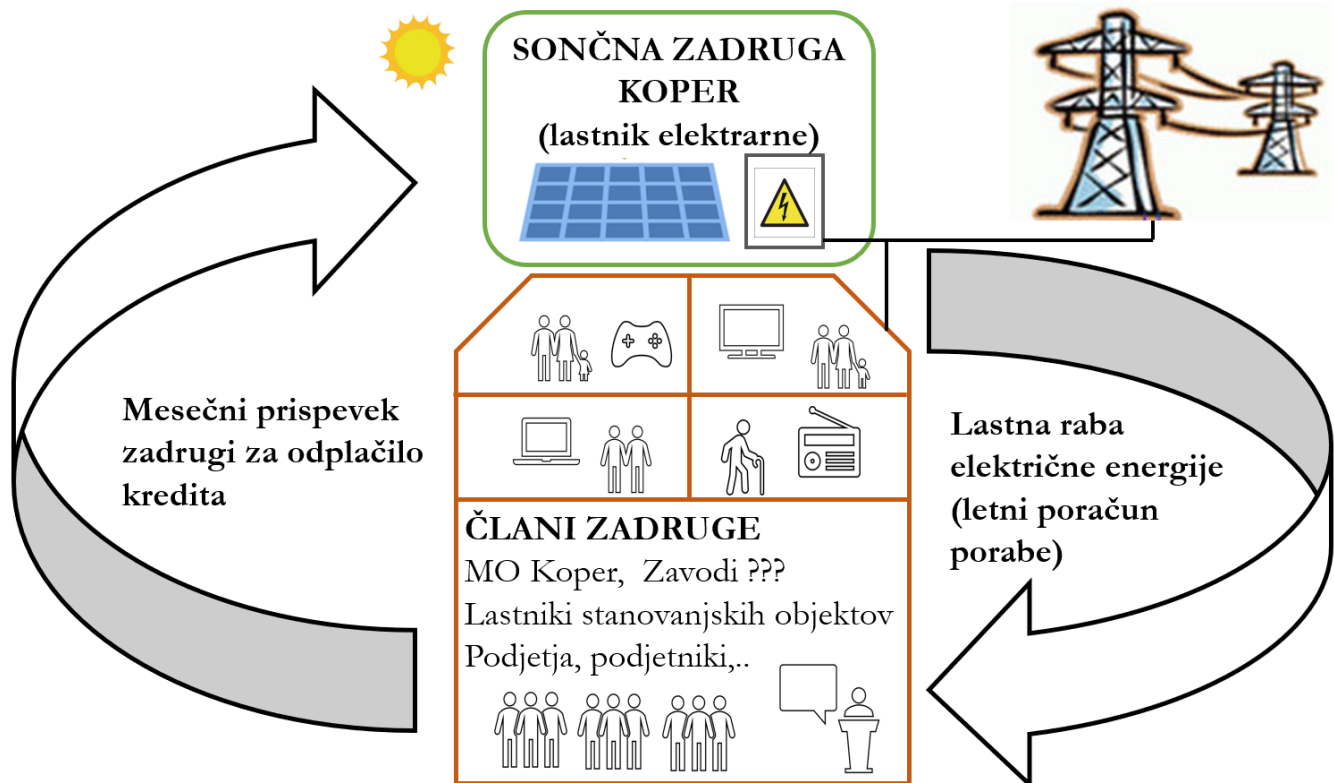 SONČNA ZADRUGA
KOPER
(lastnik elektrarne)
Mesečni prispevek
zadrugi za odplačilo
kredita
Lastna raba
električne energije
(letni poračun
porabe)
ČLANI ZADRUGE
MO Koper,  Zavodi ???
Lastniki stanovanjskih objektov
Podjetja, podjetniki,..